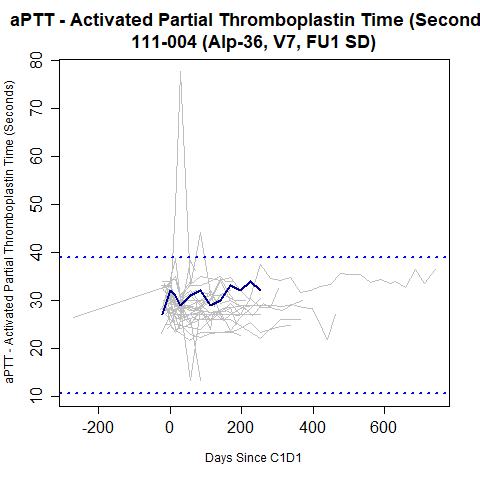 aPTT - Activated Partial Thromboplastin Time (Second
111-004 (Alp-36, V7, FU1 SD)
aPTT - Activated Partial Thromboplastin Time (Seconds)
80
70
60
50
40
30
20
10
-200 0 200 400 600
Days Since C1D1